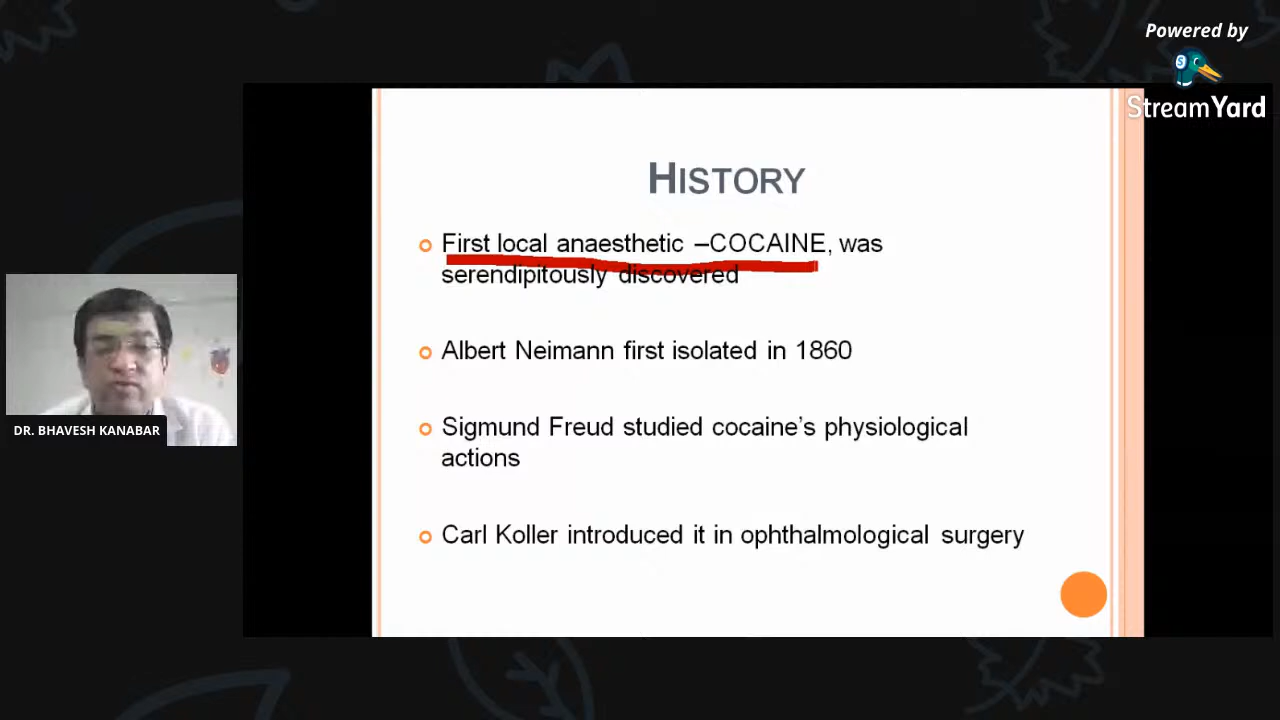 Powered by
StreamYard
HISTORY
First local anaesthetic –COCAINE, was
serendipitously discovered
Albert Neimann first isolated in 1860
Sigmund Freud studied cocaine's physiological
actions
Carl Koller introduced it in ophthalmological surgery
DR. BHAVESH KANABAR